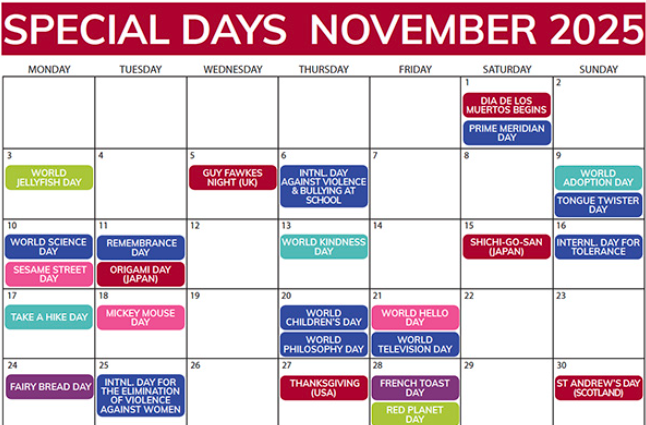 SPECIAL DAYS NOVEMBER 2025
MONDAY TUESDAY WEDNESDAY THURSDAY FRIDAY SATURDAY SUNDAY
1
DIA DE LOS
MUERTOS BEGINS
PRIME MERIDIAN
DAY
2
3
WORLD
JELLYFISH DAY
4
5
GUY FAWKES
NIGHT (UK)
6
INTNL. DAY
AGAINST VIOLENCE
& BULLYING AT
SCHOOL
7
8
9
WORLD
ADOPTION DAY
TONGUE TWISTER
DAY
10
WORLD SCIENCE
DAY
SESAME STREET
DAY
11
REMEMBRANCE
DAY
ORIGAMI DAY
(JAPAN)
12
13
WORLD KINDNESS
DAY
14
15
SHICHI-GO-SAN
(JAPAN)
16
INTERNL. DAY FOR
TOLERANCE
17
TAKE A HIKE DAY
18
MICKEY MOUSE
DAY
19
20
WORLD
CHILDREN'S DAY
WORLD
PHILOSOPHY DAY
21
WORLD HELLO
DAY
WORLD
TELEVISION DAY
22
23
24
FAIRY BREAD DAY
25
INTNL. DAY FOR
THE ELIMINATION
OF VIOLENCE
AGAINST WOMEN
26
27
THANKSGIVING
(USA)
28
FRENCH TOAST
DAY
RED PLANET
DAY
29
30
ST ANDREW'S DAY
(SCOTLAND)